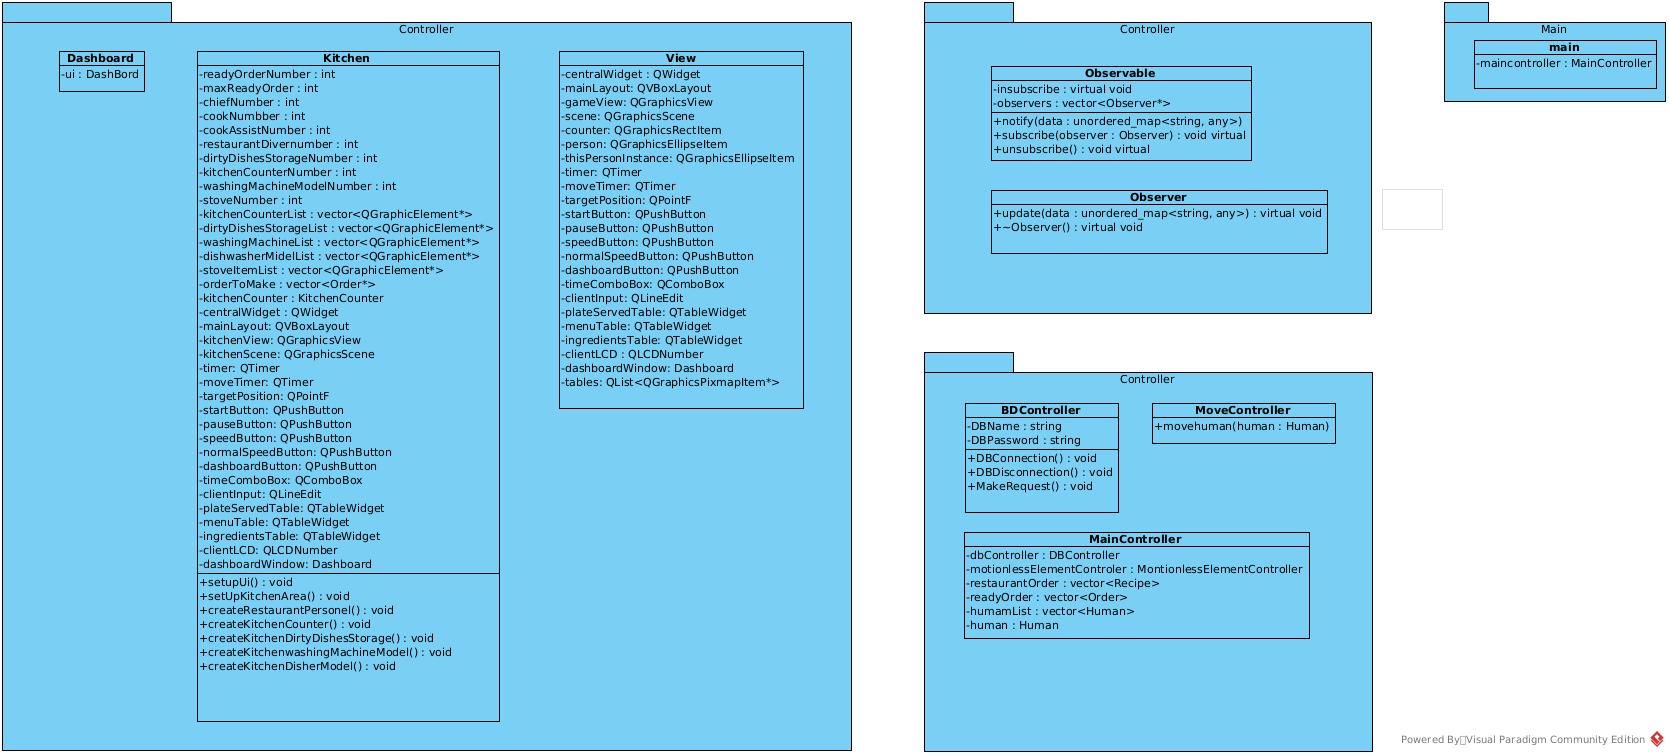 Controller
Dashboard
-ui : DashBord
Kitchen
-readyOrderNumber : int
-maxReadyOrder : int
-chiefNumber : int
-cookNumbber : int
-cookAssistNumber : int
-restaurantDivernumber : int
-dirtyDishesStorageNumber : int
-kitchenCounterNumber : int
-washingMachineModelNumber : int
-stoveNumber : int
-kitchenCounterList : vector<QGraphicElement*>
-dirtyDishesStorageList : vector<QGraphicElement*>
-washingMachineList : vector<QGraphicElement*>
-dishwasherMidelList : vector<QGraphicElement*>
-stoveItemList : vector<QGraphicElement*>
-orderToMake : vector<Order*>
-kitchenCounter : KitchenCounter
-centralWidget : QWidget
-mainLayout: QVBoxLayout
-kitchenView: QGraphicsView
-kitchenScene: QGraphicsScene
-timer: QTimer
-moveTimer: QTimer
-targetPosition: QPointF
-startButton: QPushButton
-pauseButton: QPushButton
-speedButton: QPushButton
-normalSpeedButton: QPushButton
-dashboardButton: QPushButton
-timeComboBox: QComboBox
-clientInput: QLineEdit
-plateServedTable: QTableWidget
-menuTable: QTableWidget
-ingredientsTable: QTableWidget
-clientLCD: QLCDNumber
-dashboardWindow: Dashboard
+setupUi() : void
+setUpKitchenArea() : void
+createRestaurantPersonel() : void
+createKitchenCounter() : void
+createKitchenDirtyDishesStorage() : void
+createKitchenwashingMachineModel() : void
+createKitchenDisherModel() : void
View
-centralWidget : QWidget
-mainLayout: QVBoxLayout
-gameView: QGraphicsView
-scene: QGraphicsScene
-counter: QGraphicsRectItem
-person: QGraphicsEllipseItem
-thisPersonInstance: QGraphicsEllipseItem
-timer: QTimer
-moveTimer: QTimer
-targetPosition: QPointF
-startButton: QPushButton
-pauseButton: QPushButton
-speedButton: QPushButton
-normalSpeedButton: QPushButton
-dashboardButton: QPushButton
-timeComboBox: QComboBox
-clientInput: QLineEdit
-plateServedTable: QTableWidget
-menuTable: QTableWidget
-ingredientsTable: QTableWidget
-clientLCD : QLCDNumber
-dashboardWindow: Dashboard
-tables: QList<QGraphicsPixmapItem*>
Controller
Observable
-insubscribe : virtual void
-observers : vector<Observer*>
+notify(data : unordered_map<string, any>)
+subscribe(observer : Observer) : void virtual
+unsubscribe() : void virtual
Observer
+update(data : unordered_map<string, any>) : virtual void
+~Observer() : virtual void
Main
main
-maincontroller : MainController
Controller
BDController
-DBName : string
-DBPassword : string
+DBConnection() : void
+DBDisconnection() : void
+MakeRequest() : void
MoveController
+movehuman(human : Human)
MainController
-dbController : DBController
-motionlessElementControler : MontionlessElementController
-restaurantOrder : vector<Recipe>
-readyOrder : vector<Order>
-humamList : vector<Human>
-human : Human
Powered By Visual Paradigm Community Edition